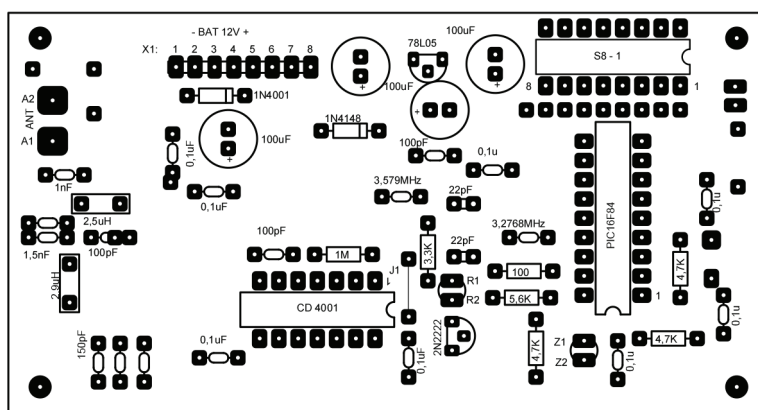 - BAT 12V +
X1: 1 2 3 4 5 6 7 8
78L05
100uF
100uF
100uF
S8 - 1
8
1
1N4001
A2
ANT
A1
1N4148
100uF
0,1uF
100pF
0,1u
PIC16F84
1nF
0,1uF
3,579MHz
22pF
0,1u
2,5uH
1,5nF
100pF
100pF
1M
3,3K
22pF
3,2768MHz
2,9uH
J1
1
R1
R2
100
5,6K
4,7K
1
CD 4001
0,1u
150pF
0,1uF
0,1uF
2N2222
4,7K
Z1
Z2
0,1u
4,7K